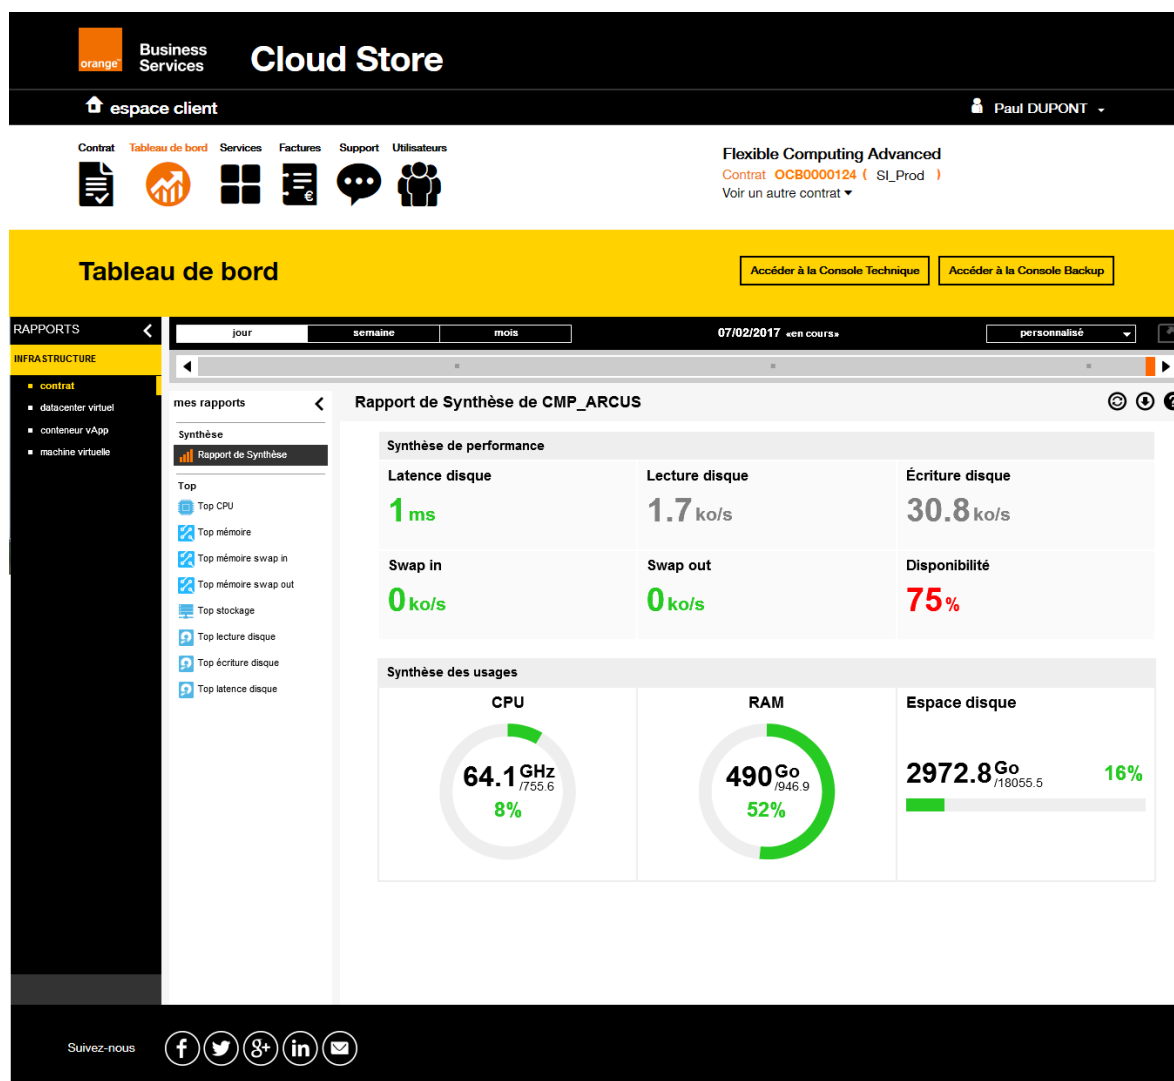 orange™
Business
Services
Cloud Store
espace client
Paul DUPONT
Contrat
Tableau de bord
Services
Factures
Support
Utilisateurs
Flexible Computing Advanced
Contrat OCB0000124 ( SI_Prod )
Voir un autre contrat
Tableau de bord
Accéder à la Console Technique
Accéder à la Console Backup
RAPPORTS
jour
semaine
mois
07/02/2017 «en cours»
personnalisé
INFRASTRUCTURE
contrat
datacenter virtuel
conteneur vApp
machine virtuelle
mes rapports
Synthèse
Rapport de Synthèse
Top
Top CPU
Top mémoire
Top mémoire swap in
Top mémoire swap out
Top stockage
Top lecture disque
Top écriture disque
Top latence disque
Rapport de Synthèse de CMP_ARCUS
Synthèse de performance
Latence disque
1 ms
Lecture disque
1.7 ko/s
Écriture disque
30.8 ko/s
Swap in
0 ko/s
Swap out
0 ko/s
Disponibilité
75 %
Synthèse des usages
CPU
64.1 GHz
/755.6
8%
RAM
490 Go
/946.9
52%
Espace disque
2972.8 Go
/18055.5
16%
Suivez-nous